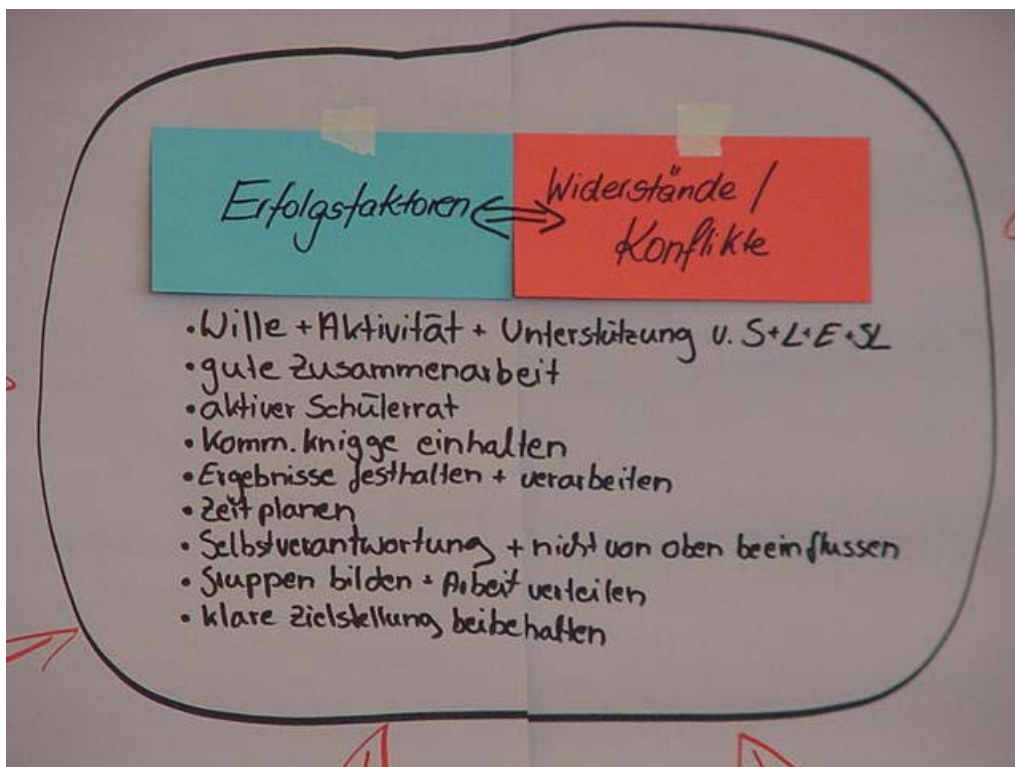 Erfolgsfaktoren
Widerstände /
Konflikte
• Wille + Aktivität + Unterstützung v. S+L+E+SL
• gute Zusammenarbeit
• aktiver Schülerrat
• Komm. knigge einhalten
• Ergebnisse festhalten + verarbeiten
• Zeit planen
• Selbstverantwortung + nicht von oben beeinflussen
• Gruppen bilden + Arbeit verteilen
• klare Zielstellung beibehalten